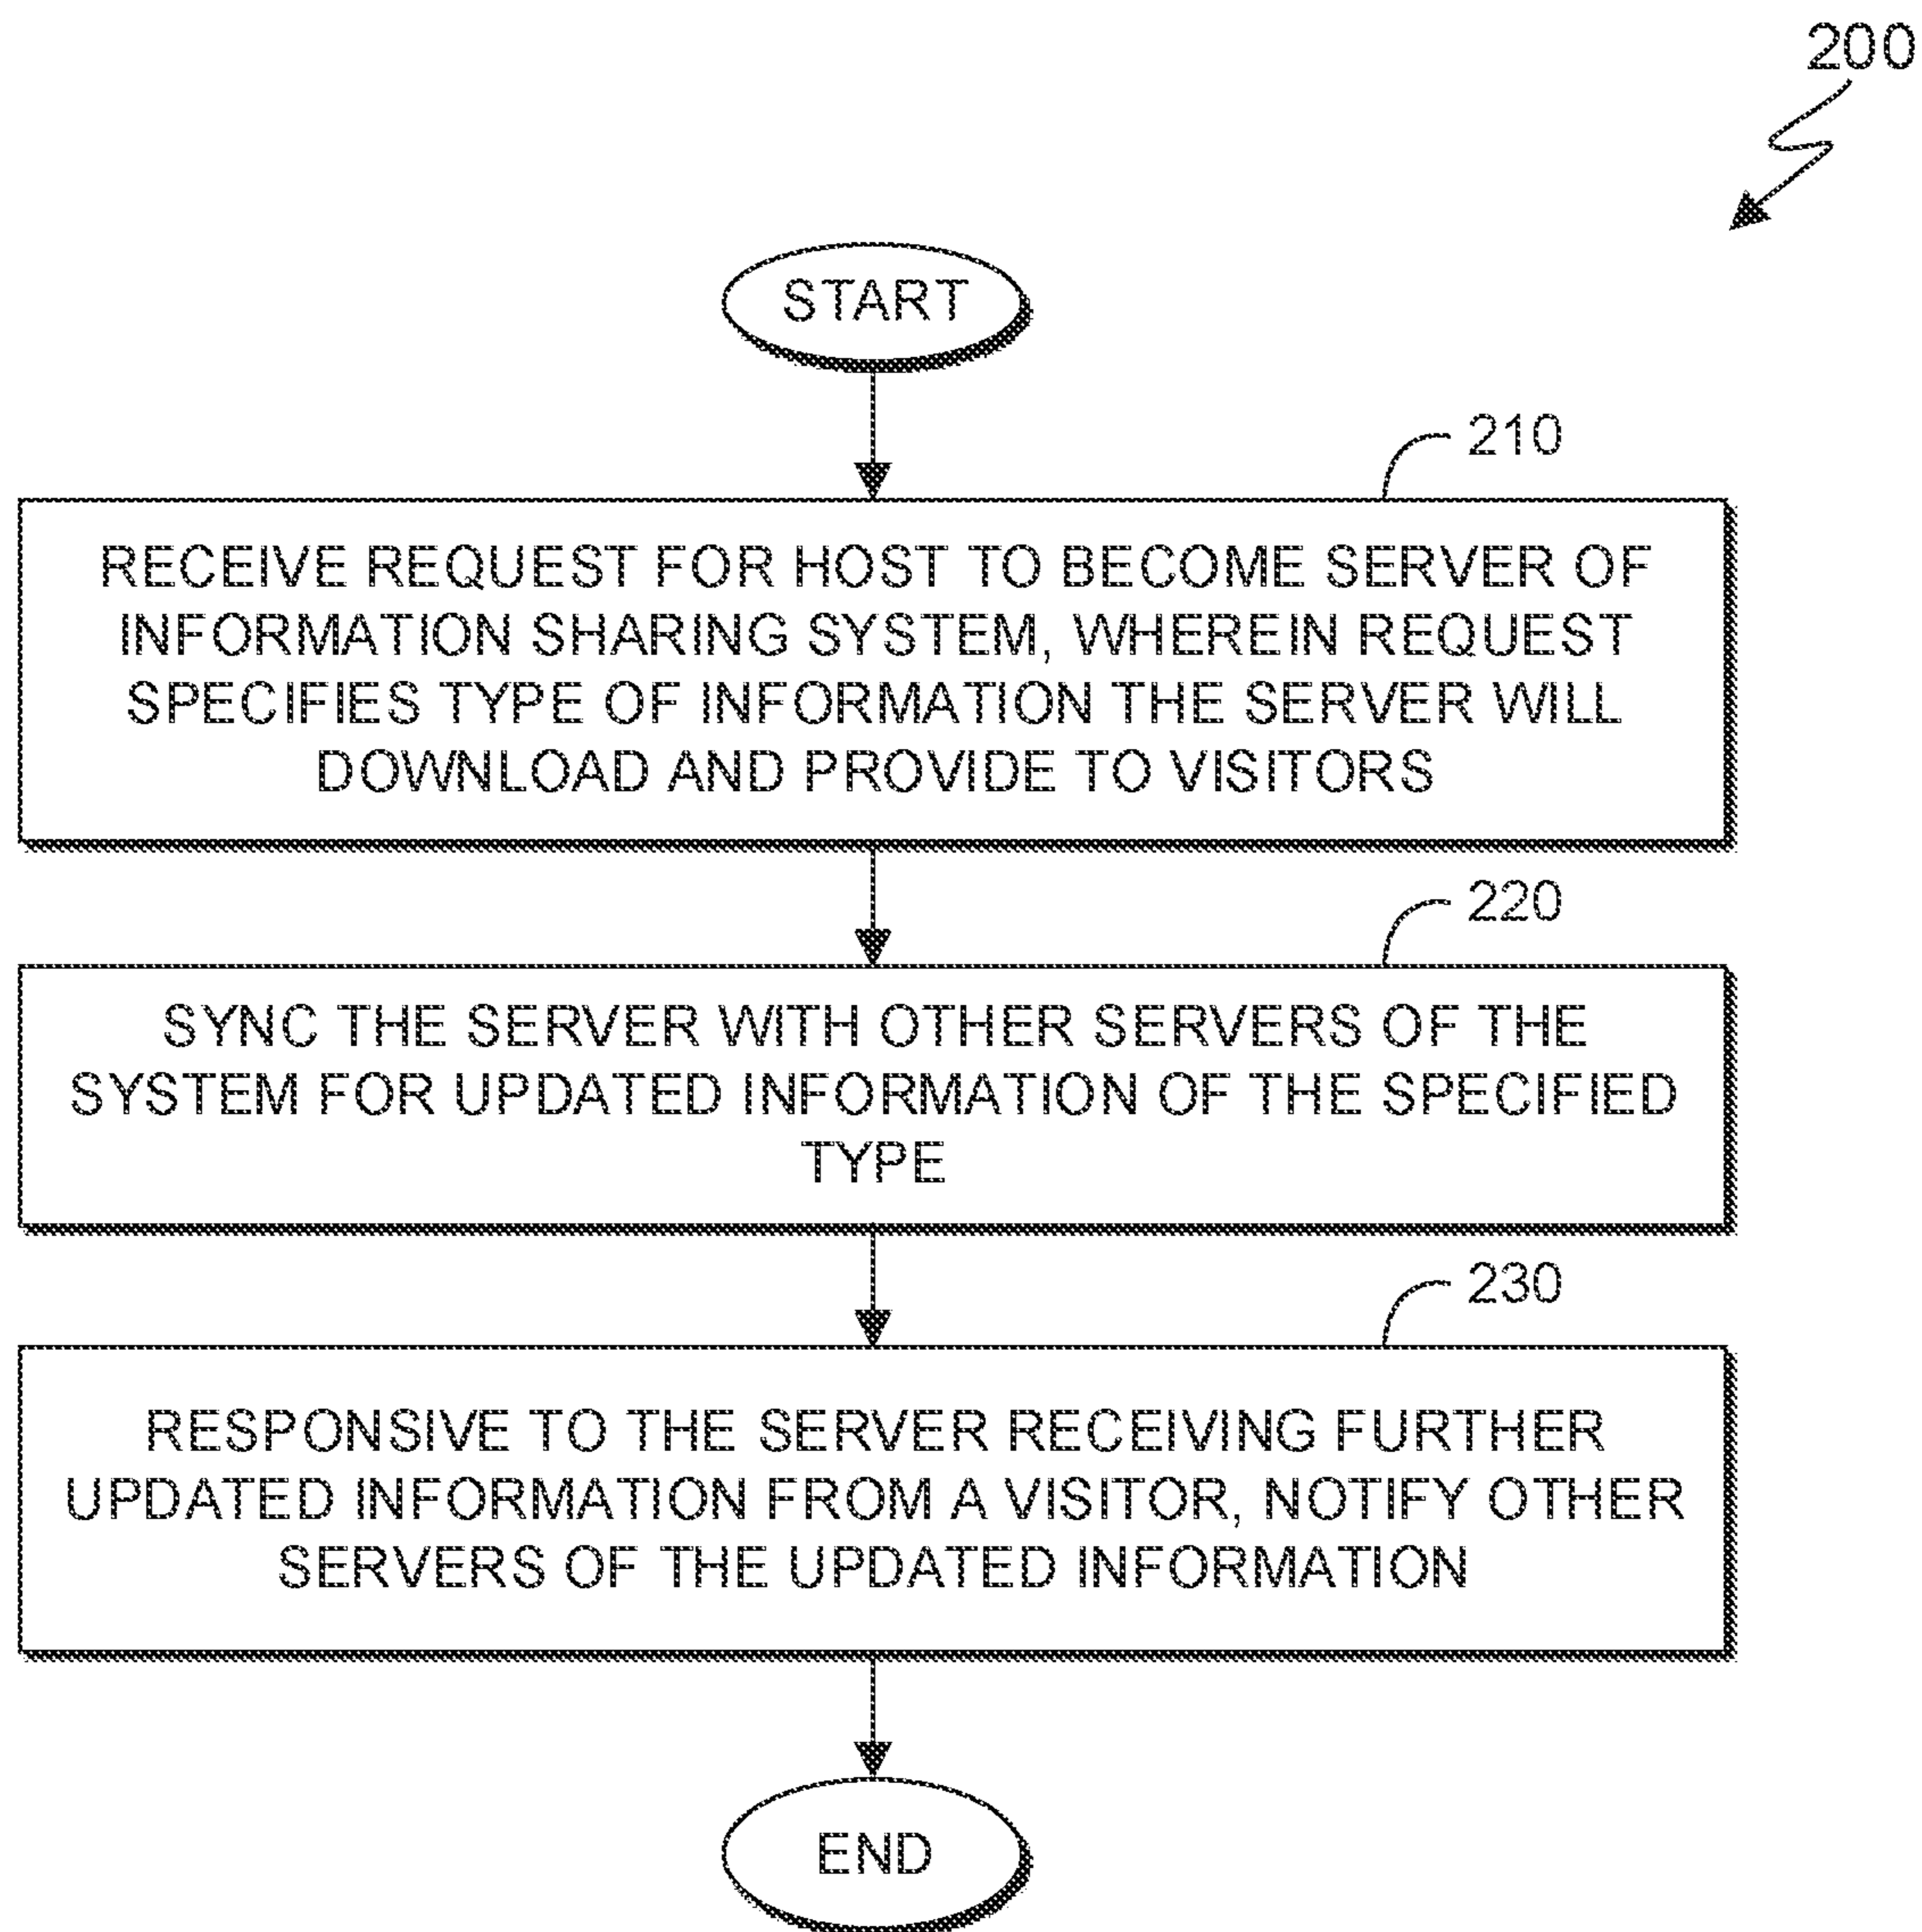 200
START
210
RECEIVE REQUEST FOR HOST TO BECOME SERVER OF
INFORMATION SHARING SYSTEM, WHEREIN REQUEST
SPECIFIES TYPE OF INFORMATION THE SERVER WILL
DOWNLOAD AND PROVIDE TO VISITORS
220
SYNC THE SERVER WITH OTHER SERVERS OF THE
SYSTEM FOR UPDATED INFORMATION OF THE SPECIFIED
TYPE
230
RESPONSIVE TO THE SERVER RECEIVING FURTHER
UPDATED INFORMATION FROM A VISITOR, NOTIFY OTHER
SERVERS OF THE UPDATED INFORMATION
END